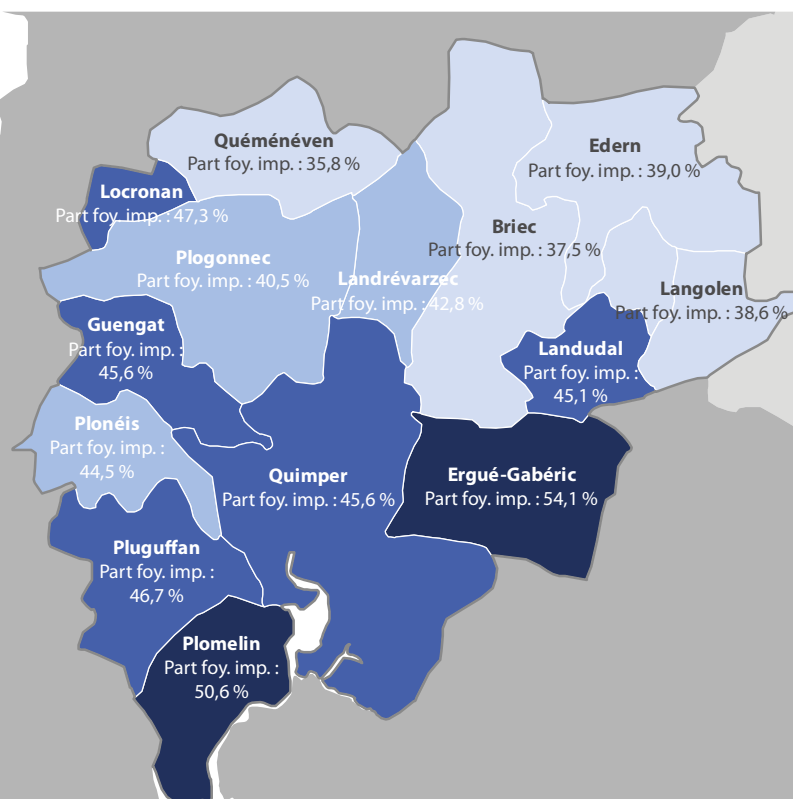 Quéménéven
Part foy. imp. : 35,8 %
Edern
Part foy. imp. : 39,0 %
Locronan
Part foy. imp. : 47,3 %
Briec
Part foy. imp. : 37,5 %
Plogonnec
Part foy. imp. : 40,5 %
Landrévarzec
Part foy. imp. : 42,8 %
Langolen
Part foy. imp. : 38,6 %
Guengat
Part foy. imp. :
45,6 %
Landudal
Part foy. imp. :
45,1 %
Plonéis
Part foy. imp. :
44,5 %
Quimper
Part foy. imp. : 45,6 %
Ergué-Gabéric
Part foy. imp. : 54,1 %
Pluguffan
Part foy. imp. :
46,7 %
Plomelin
Part foy. imp. :
50,6 %